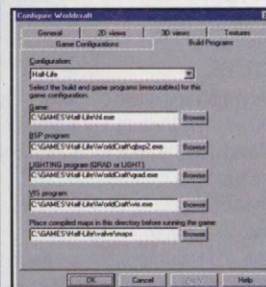 Configure Worldcraft
General 2D views 3D views Textures
Game Configurations Build Programs
Configuration:
Half-Life
Select the build and game programs (executables) for this
game configuration.
Game:
C:\GAMES\Half-Life\hl.exe Browse
BSP program:
C:\GAMES\Half-Life\WorldCraft\qbsp2.exe Browse
LIGHTING program (QRAD or LIGHT):
C:\GAMES\Half-Life\WorldCraft\qrad.exe Browse
VIS program:
C:\GAMES\Half-Life\WorldCraft\vis.exe Browse
Place compiled maps in this directory before running the game:
C:\GAMES\Half-Life\valve\maps Browse
OK Cancel Apply Help